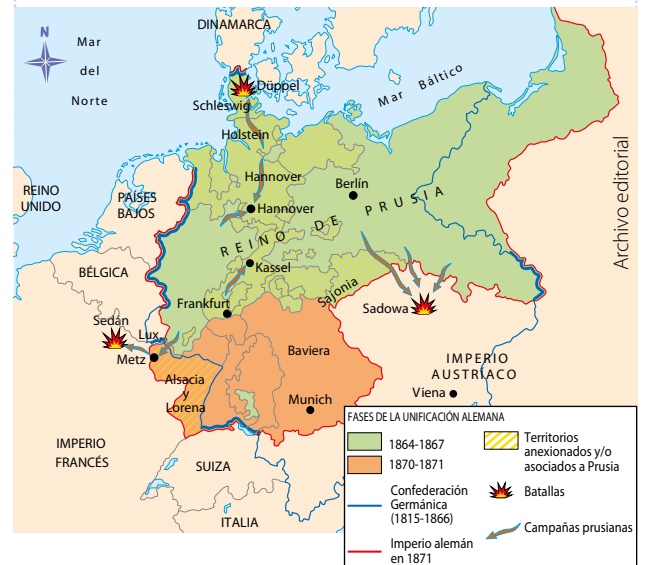 DINAMARCA
N
Mar
del
Norte
Düppel
Schleswig
Mar Báltico
Holstein
Hannover
Berlín
REINO
UNIDO
PAÍSES
BAJOS
Hannover
REINO DE PRUSIA
Archivo editorial
BÉLGICA
Kassel
Frankfurt
Sajonia
Sadowa
Sedán
Lux.
Metz
Baviera
IMPERIO
AUSTRÍACO
Alsacia
y
Lorena
Munich
Viena
IMPERIO
FRANCÉS
SUIZA
ITALIA
FASES DE LA UNIFICACIÓN ALEMANA
1864-1867
1870-1871
Confederación
Germánica
(1815-1866)
Imperio alemán
en 1871
Territorios
anexionados y/o
asociados a Prusia
Batallas
Campañas prusianas